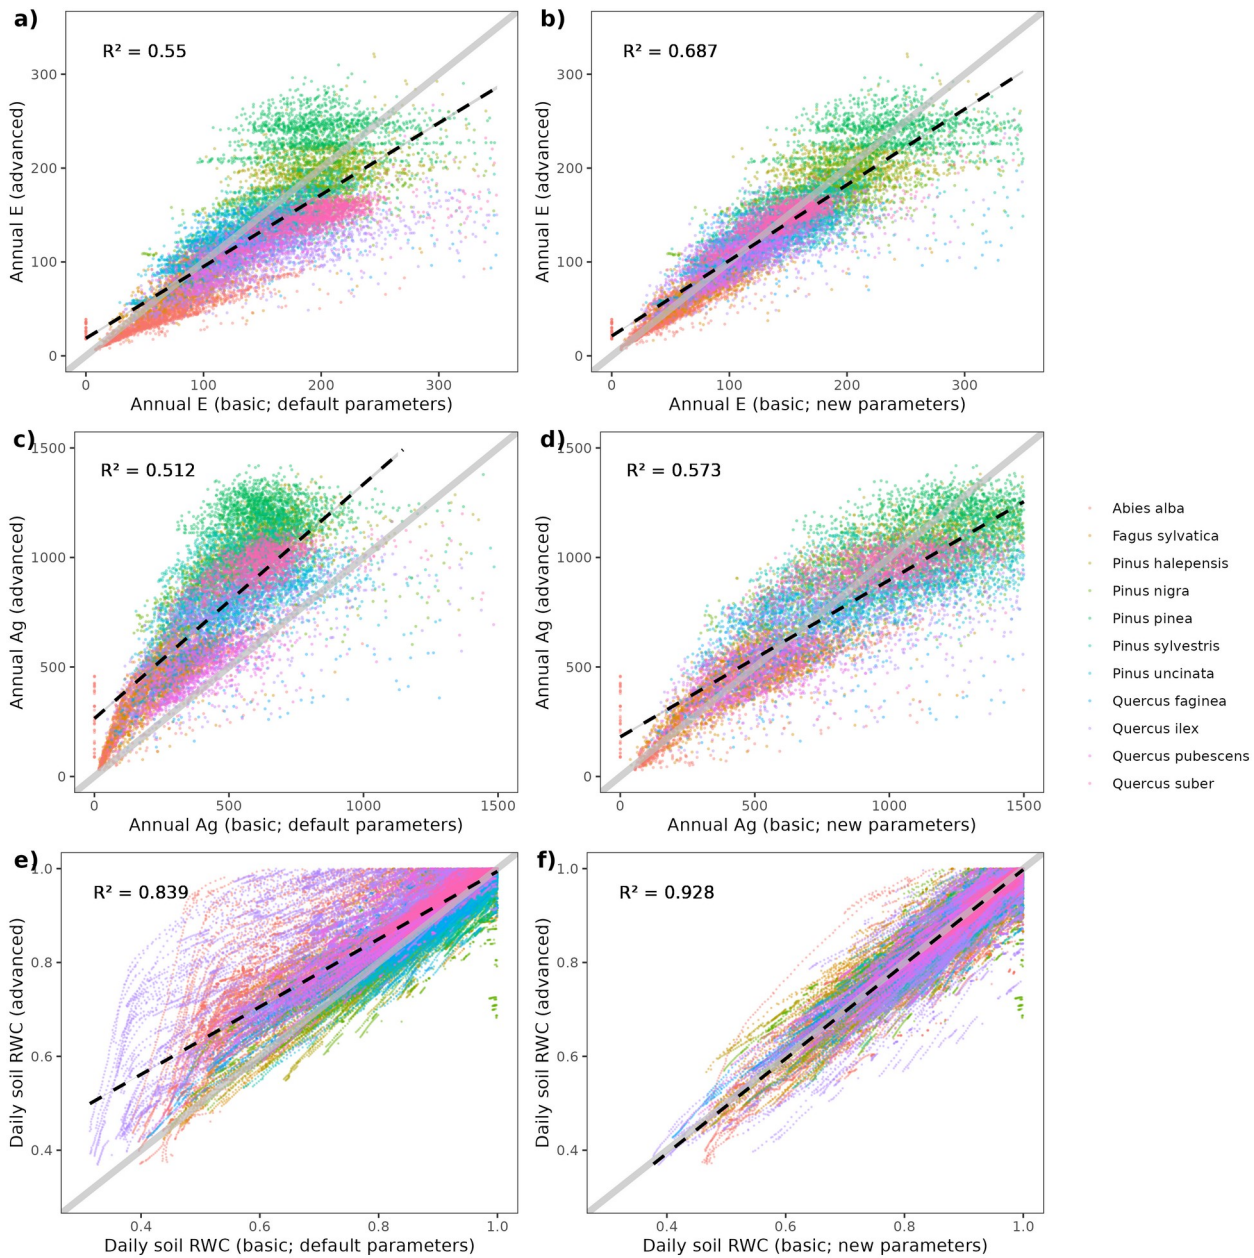 a)
R² = 0.55
300
200
100
0
0 100 200 300
Annual E (advanced)
Annual E (basic; default parameters)
b)
R² = 0.687
300
200
100
0
0 100 200 300
Annual E (advanced)
Annual E (basic; new parameters)
c)
R² = 0.512
1500
1000
500
0
0 500 1000 1500
Annual Ag (advanced)
Annual Ag (basic; default parameters)
d)
R² = 0.573
1500
1000
500
0
0 500 1000 1500
Annual Ag (advanced)
Annual Ag (basic; new parameters)
Abies alba
Fagus sylvatica
Pinus halepensis
Pinus nigra
Pinus pinea
Pinus sylvestris
Pinus uncinata
Quercus faginea
Quercus ilex
Quercus pubescens
Quercus suber
e)
R² = 0.839
1.0
0.8
0.6
0.4
0.4 0.6 0.8 1.0
Daily soil RWC (advanced)
Daily soil RWC (basic; default parameters)
f)
R² = 0.928
1.0
0.8
0.6
0.4
0.4 0.6 0.8 1.0
Daily soil RWC (advanced)
Daily soil RWC (basic; new parameters)